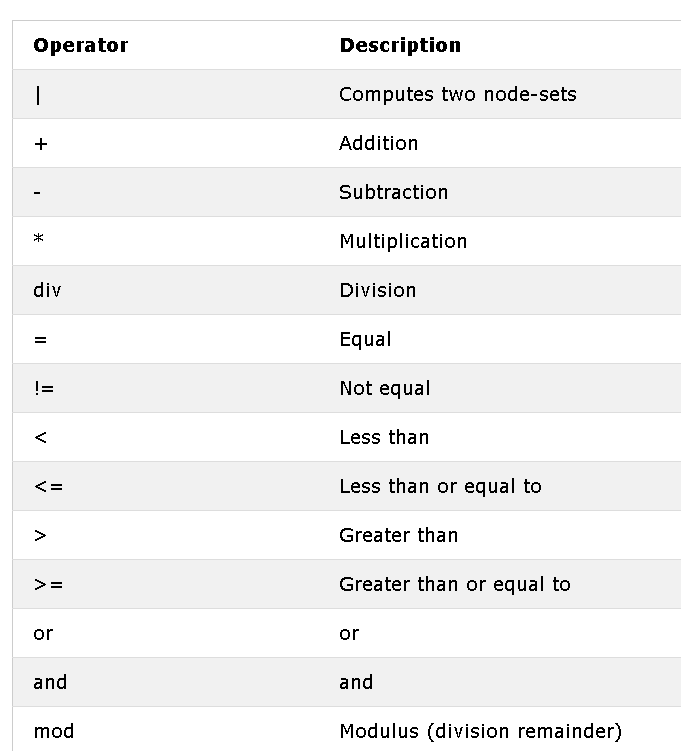 Operator Description
| Computes two node-sets
+ Addition
- Subtraction
* Multiplication
div Division
= Equal
!= Not equal
< Less than
<= Less than or equal to
> Greater than
>= Greater than or equal to
or or
and and
mod Modulus (division remainder)